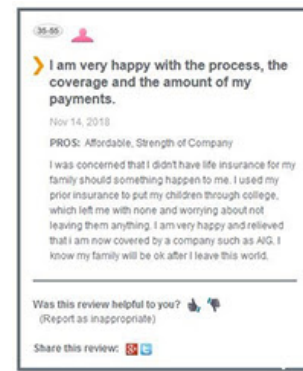 35-55
I am very happy with the process, the
coverage and the amount of my
payments.
Nov 14, 2018
PROS: Affordable, Strength of Company
I was concerned that I didn't have life insurance for my
family should something happen to me. I used my
prior insurance to put my children through college,
which left me with none and worrying about not
leaving them anything. I am very happy and relieved
that i am now covered by a company such as AIG. I
know my family will be ok after I leave this world.
Was this review helpful to you?
(Report as inappropriate)
Share this review: